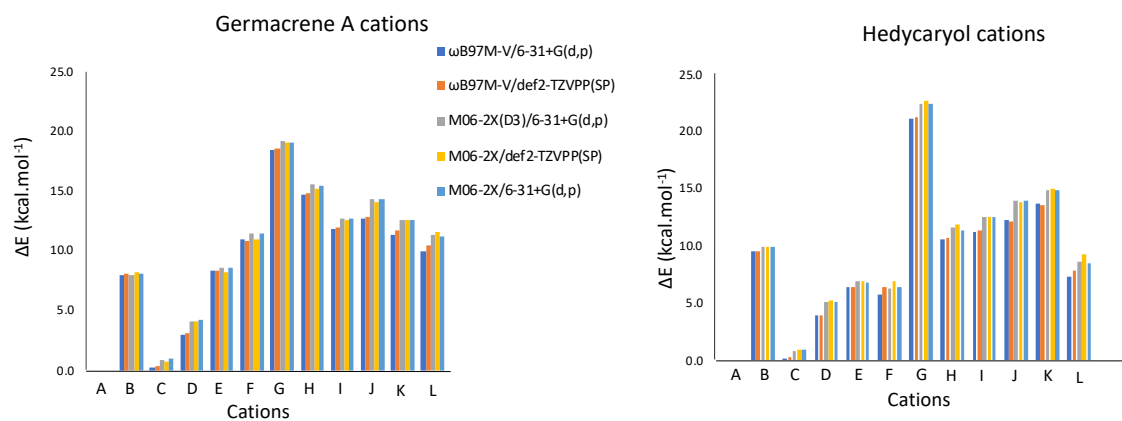 Germacrene A cations
ωB97M-V/6-31+G(d,p)
ωB97M-V/def2-TZVPP(SP)
M06-2X(D3)/6-31+G(d,p)
M06-2X/def2-TZVPP(SP)
M06-2X/6-31+G(d,p)
25.0
20.0
15.0
10.0
5.0
0.0
ΔE (kcal.mol⁻¹)
A B C D E F G H I J K L
Cations
Hedycaryol cations
25.0
20.0
15.0
10.0
5.0
0.0
ΔE (kcal.mol⁻¹)
A B C D E F G H I J K L
Cations